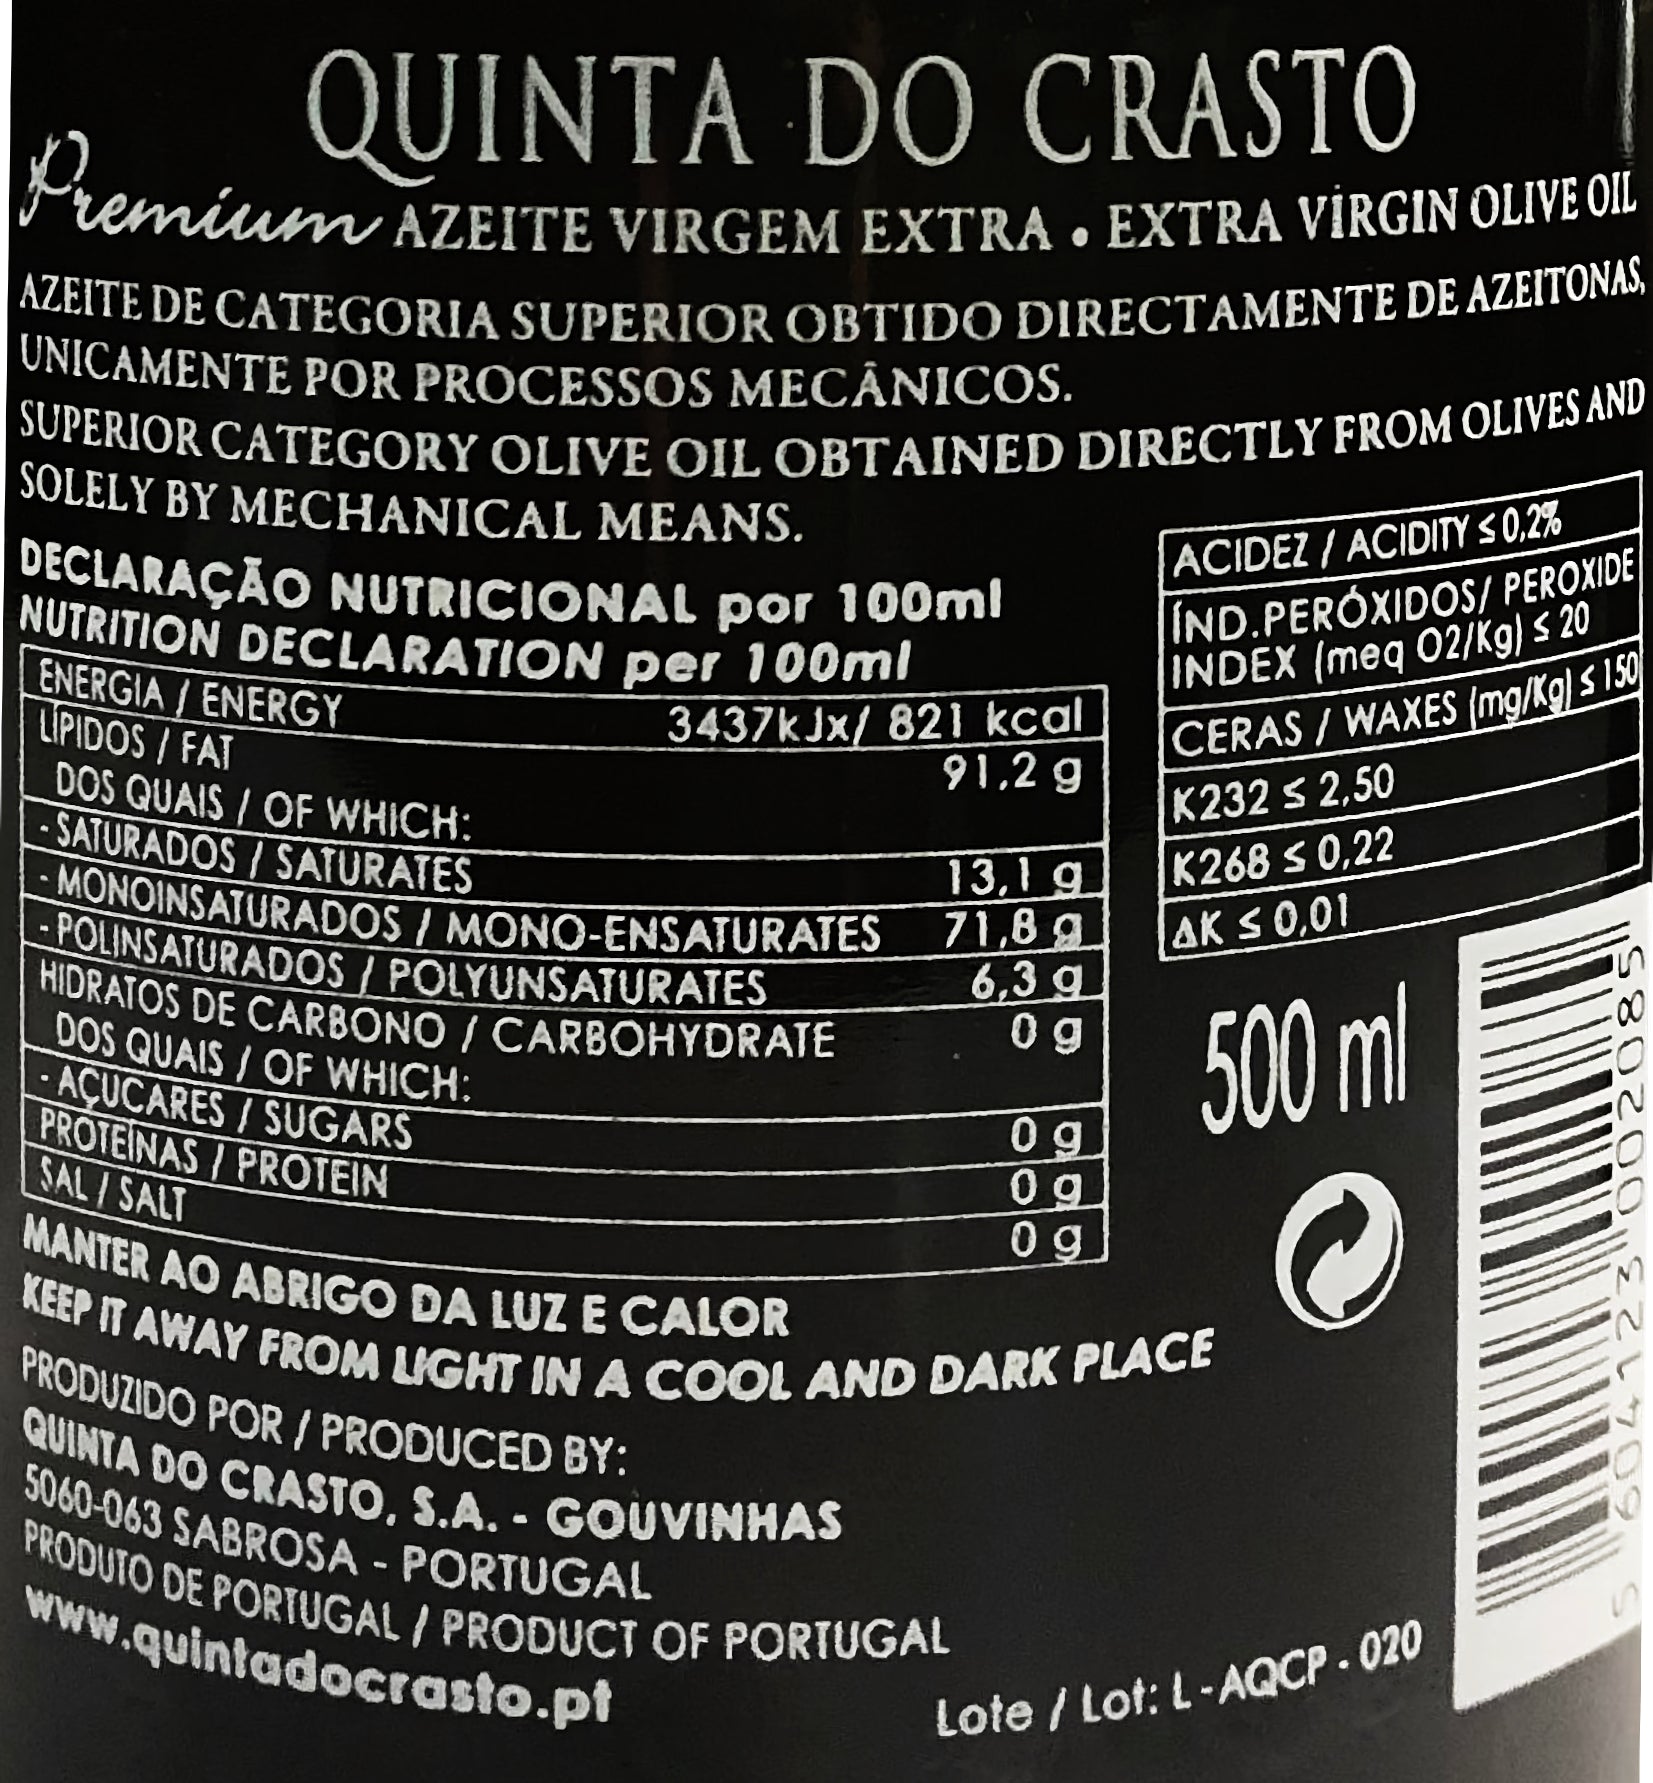 QUINTA DO CRASTO
Premium AZEITE VIRGEM EXTRA • EXTRA VIRGIN OLIVE OIL
AZEITE DE CATEGORIA SUPERIOR OBTIDO DIRECTAMENTE DE AZEITONAS,
UNICAMENTE POR PROCESSOS MECÂNICOS.
SUPERIOR CATEGORY OLIVE OIL OBTAINED DIRECTLY FROM OLIVES AND
SOLELY BY MECHANICAL MEANS.
DECLARAÇÃO NUTRICIONAL por 100ml
NUTRITION DECLARATION per 100ml
ENERGIA / ENERGY 3437kJx/ 821 kcal
LÍPIDOS / FAT 91,2 g
DOS QUAIS / OF WHICH:
- SATURADOS / SATURATES 13,1 g
- MONOINSATURADOS / MONO-ENSATURATES 71,8 g
- POLINSATURADOS / POLYUNSATURATES 6,3 g
HIDRATOS DE CARBONO / CARBOHYDRATE 0 g
DOS QUAIS / OF WHICH:
- AÇUCARES / SUGARS 0 g
PROTEÍNAS / PROTEIN 0 g
SAL / SALT 0 g
ACIDEZ / ACIDITY ≤ 0,2%
ÍND.PERÓXIDOS/ PEROXIDE
INDEX (meq O2/Kg) ≤ 20
CERAS / WAXES (mg/Kg) ≤ 150
K232 ≤ 2,50
K268 ≤ 0,22
ΔK ≤ 0,01
500 ml
5 604123 002085
MANTER AO ABRIGO DA LUZ E CALOR
KEEP IT AWAY FROM LIGHT IN A COOL AND DARK PLACE
PRODUZIDO POR / PRODUCED BY:
QUINTA DO CRASTO, S.A. - GOUVINHAS
5060-063 SABROSA - PORTUGAL
PRODUTO DE PORTUGAL / PRODUCT OF PORTUGAL
www.quintadocrasto.pt
Lote / Lot: L-AQCP - 020